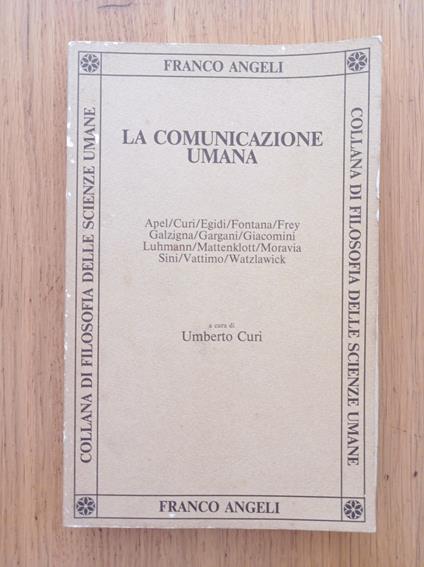 FRANCO ANGELI
LA COMUNICAZIONE
UMANA
Apel/Curi/Egidi/Fontana/Frey
Galzigna/Gargani/Giacomini
Luhmann/Mattenklott/Moravia
Sini/Vattimo/Watzlawick
a cura di
Umberto Curi
COLLANA DI FILOSOFIA DELLE SCIENZE UMANE
COLLANA DI FILOSOFIA DELLE SCIENZE UMANE
FRANCO ANGELI